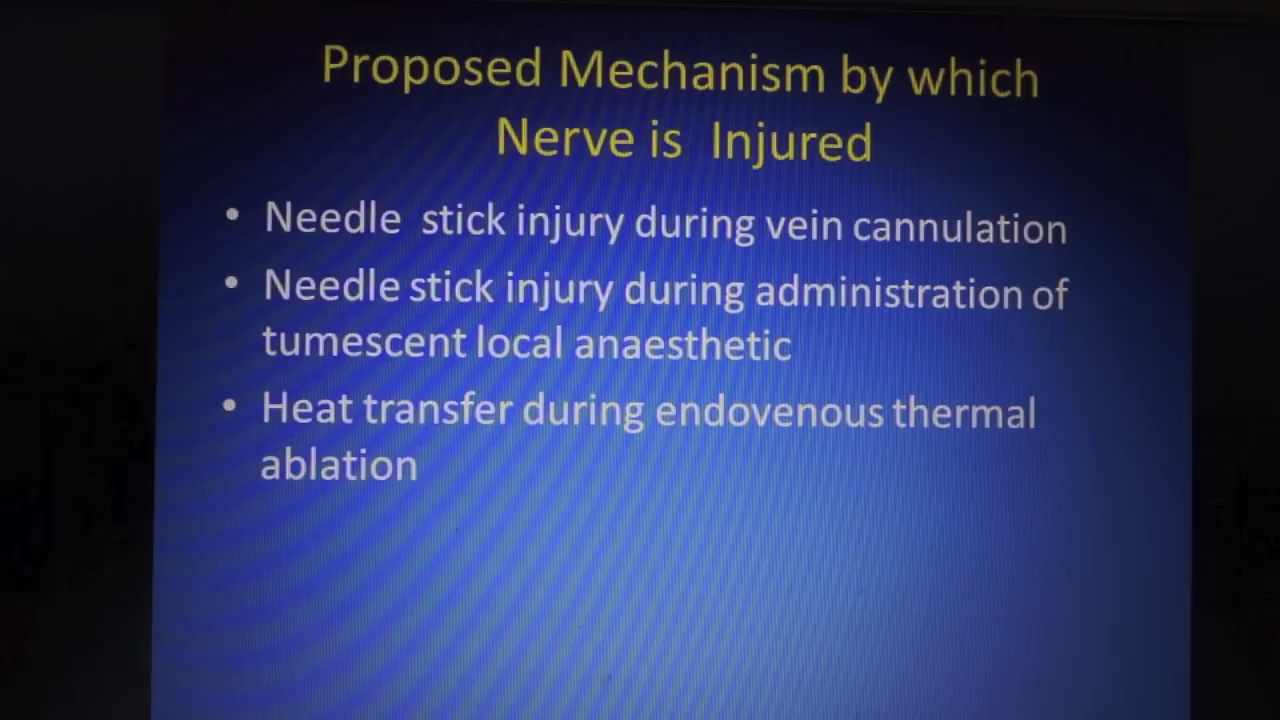 Proposed Mechanism by which
Nerve is Injured
• Needle stick injury during vein cannulation
• Needle stick injury during administration of
tumescent local anaesthetic
• Heat transfer during endovenous thermal
ablation